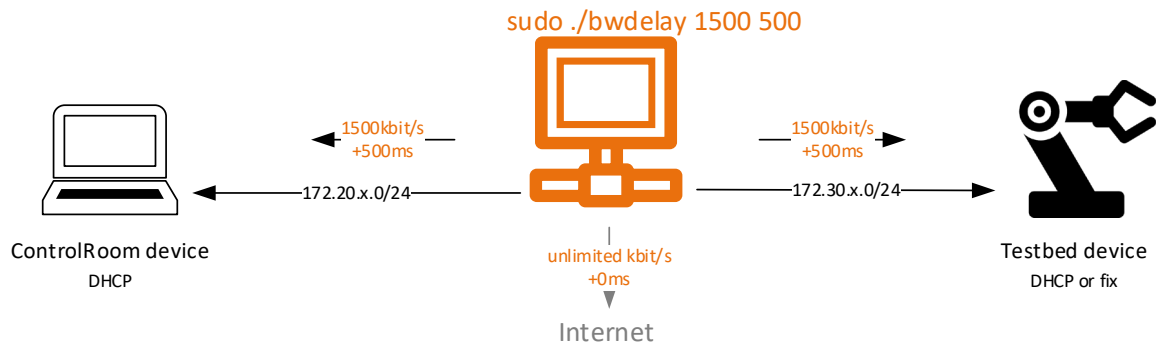 sudo ./bwdelay 1500 500
1500kbit/s
+500ms
1500kbit/s
+500ms
172.20.x.0/24
172.30.x.0/24
ControlRoom device
DHCP
unlimited kbit/s
+0ms
Testbed device
DHCP or fix
Internet